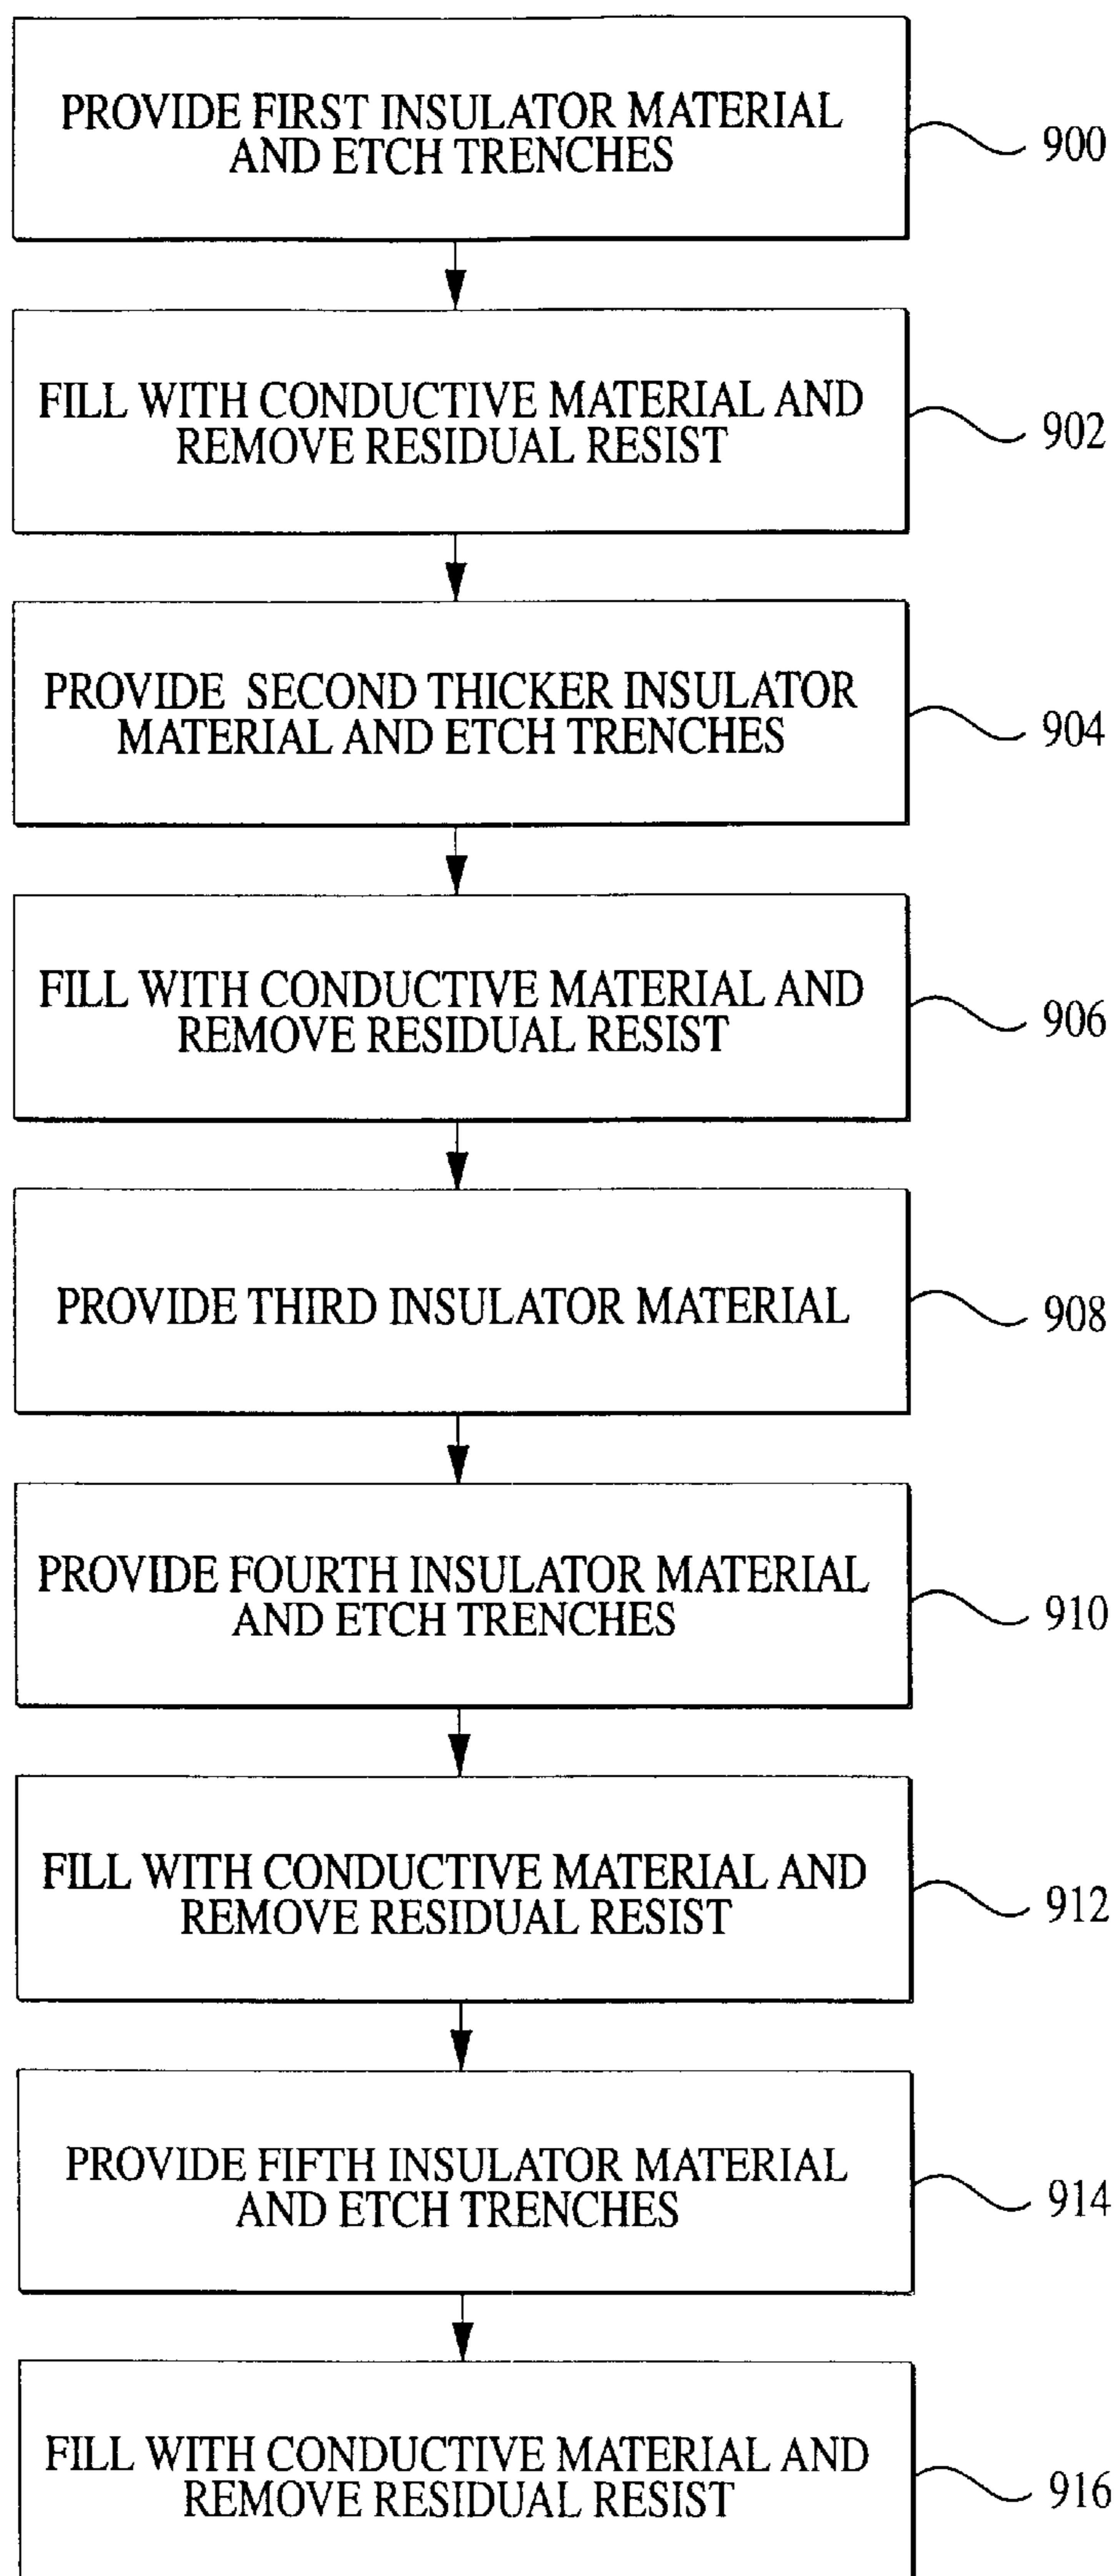 PROVIDE FIRST INSULATOR MATERIAL
AND ETCH TRENCHES
900
FILL WITH CONDUCTIVE MATERIAL AND
REMOVE RESIDUAL RESIST
902
PROVIDE SECOND THICKER INSULATOR
MATERIAL AND ETCH TRENCHES
904
FILL WITH CONDUCTIVE MATERIAL AND
REMOVE RESIDUAL RESIST
906
PROVIDE THIRD INSULATOR MATERIAL
908
PROVIDE FOURTH INSULATOR MATERIAL
AND ETCH TRENCHES
910
FILL WITH CONDUCTIVE MATERIAL AND
REMOVE RESIDUAL RESIST
912
PROVIDE FIFTH INSULATOR MATERIAL
AND ETCH TRENCHES
914
FILL WITH CONDUCTIVE MATERIAL AND
REMOVE RESIDUAL RESIST
916